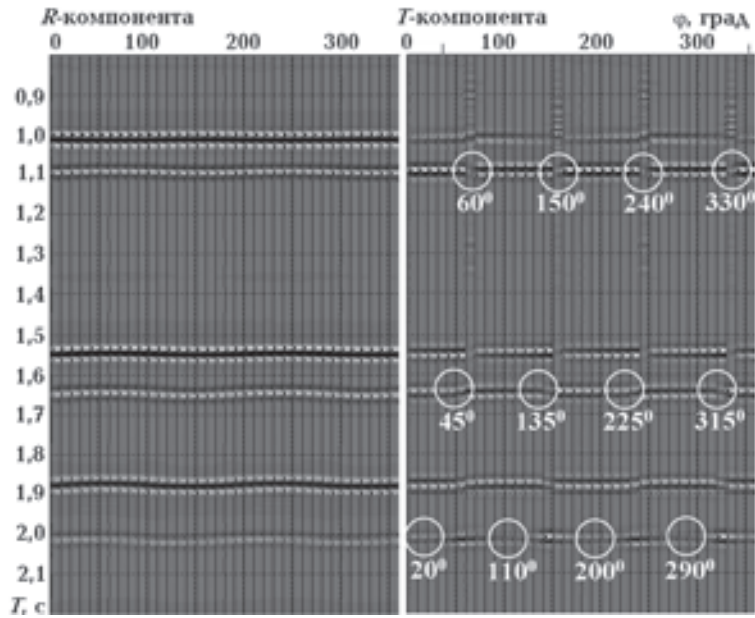 R-компонента T-компонента φ, град
0 100 200 300 0 100 200 300
0,9
1,0
1,1
60⁰ 150⁰ 240⁰ 330⁰
1,2
1,3
1,4
1,5
1,6
45⁰ 135⁰ 225⁰ 315⁰
1,7
1,8
1,9
2,0
20⁰ 110⁰ 200⁰ 290⁰
2,1
T, с